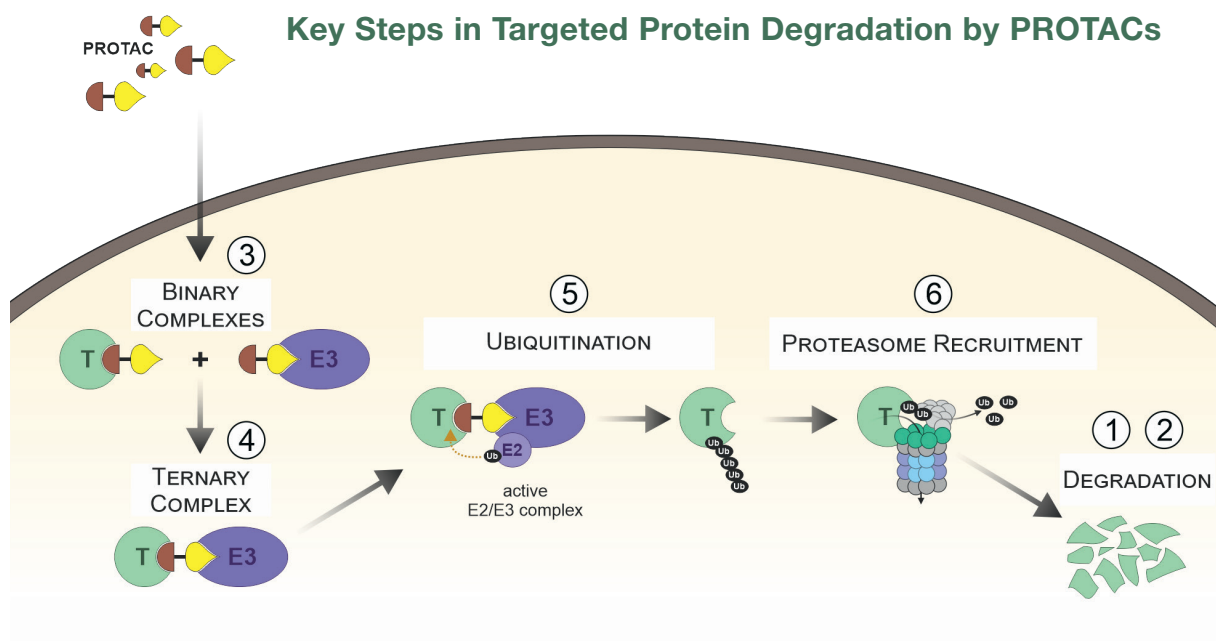 Key Steps in Targeted Protein Degradation by PROTACs
PROTAC
3
BINARY
COMPLEXES
T
+
E3
4
TERNARY
COMPLEX
T
E3
5
UBIQUITINATION
T
E3
E2
Ub
active
E2/E3 complex
T
Ub
Ub
Ub
Ub
Ub
6
PROTEASOME RECRUITMENT
T
Ub
Ub
Ub
Ub
Ub
1 2
DEGRADATION